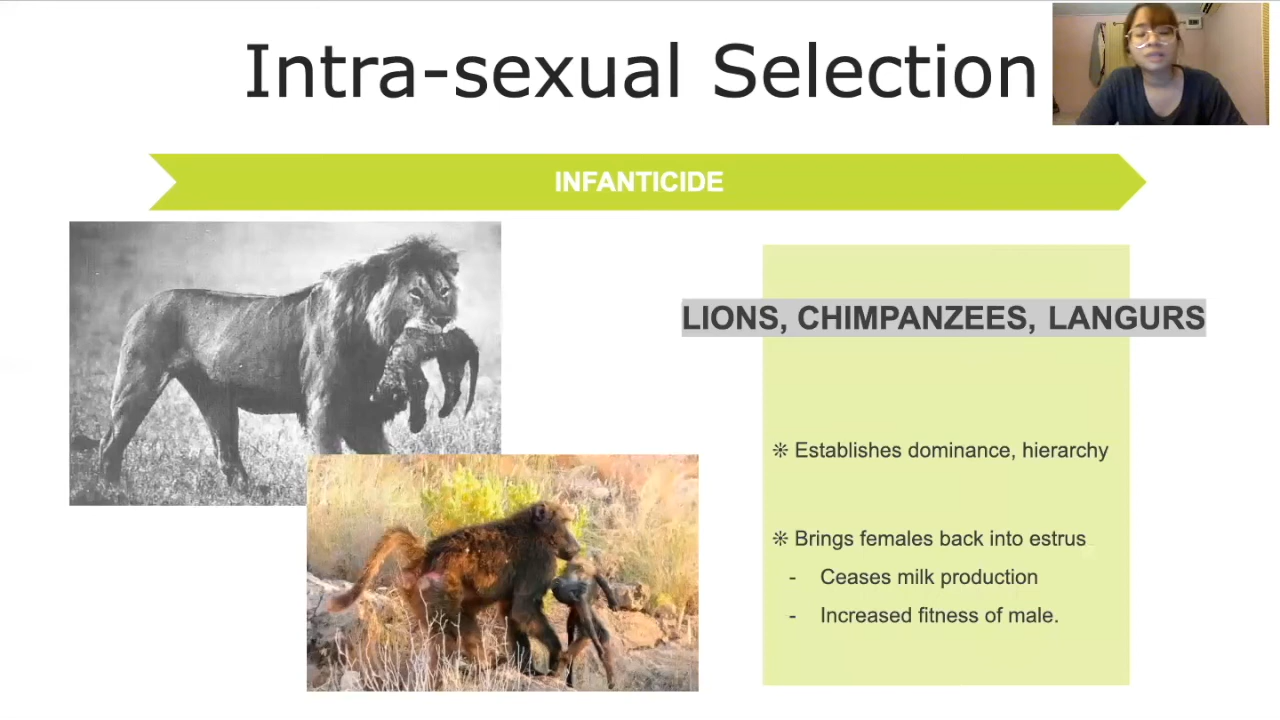 Intra-sexual Selection
INFANTICIDE
LIONS, CHIMPANZEES, LANGURS
❊ Establishes dominance, hierarchy
❊ Brings females back into estrus
- Ceases milk production
- Increased fitness of male.